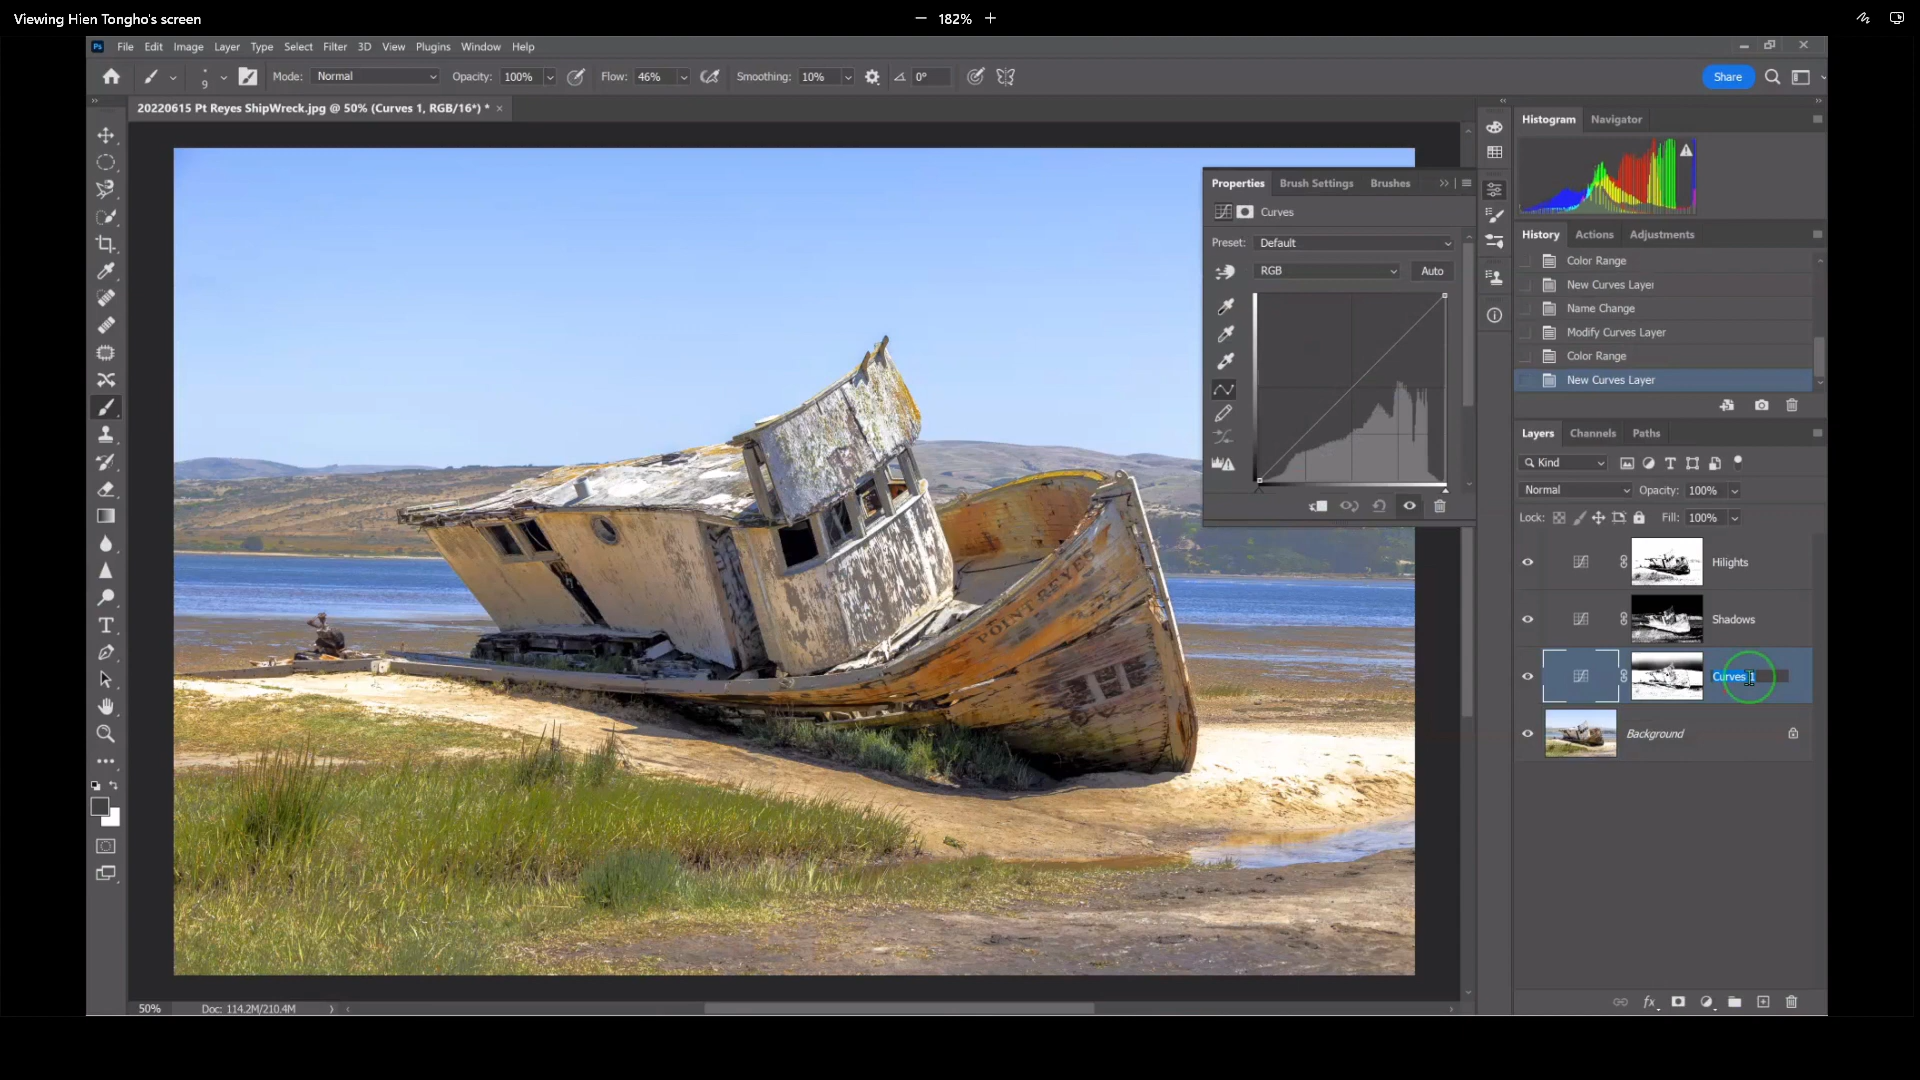 Viewing Hien Tongho's screen
182%
Ps File Edit Image Layer Type Select Filter 3D View Plugins Window Help
9 Mode: Normal Opacity: 100% Flow: 46% Smoothing: 10% 0° Share
20220615 Pt Reyes ShipWreck.jpg @ 50% (Curves 1, RGB/16*) *
Histogram Navigator
Properties Brush Settings Brushes
Curves
Preset: Default
RGB Auto
History Actions Adjustments
Color Range
New Curves Layer
Name Change
Modify Curves Layer
Color Range
New Curves Layer
Layers Channels Paths
Kind
Normal Opacity: 100%
Lock: Fill: 100%
Hilights
Shadows
Curves 1
Background
POINT REYES
50% Doc: 114.2M/210.4M
fx